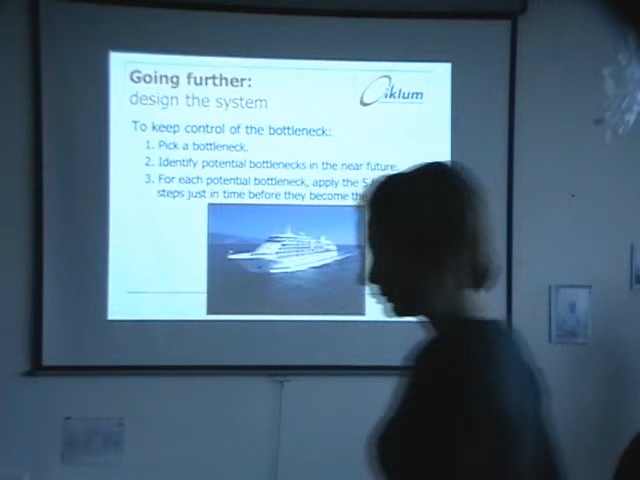 Going further:
design the system
Ciklum
To keep control of the bottleneck:
1. Pick a bottleneck.
2. Identify potential bottlenecks in the near future.
3. For each potential bottleneck, apply the 5
steps just in time before they become the